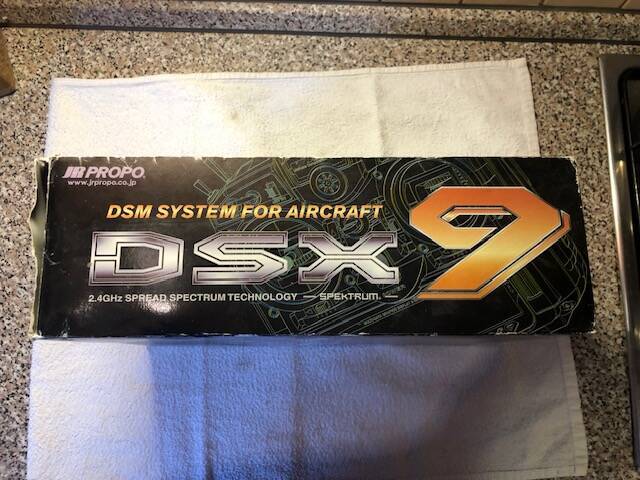 JR PROPO
www.jrpropo.co.jp
DSM SYSTEM FOR AIRCRAFT
DSX 9
2.4GHz SPREAD SPECTRUM TECHNOLOGY — SPEKTRUM. —